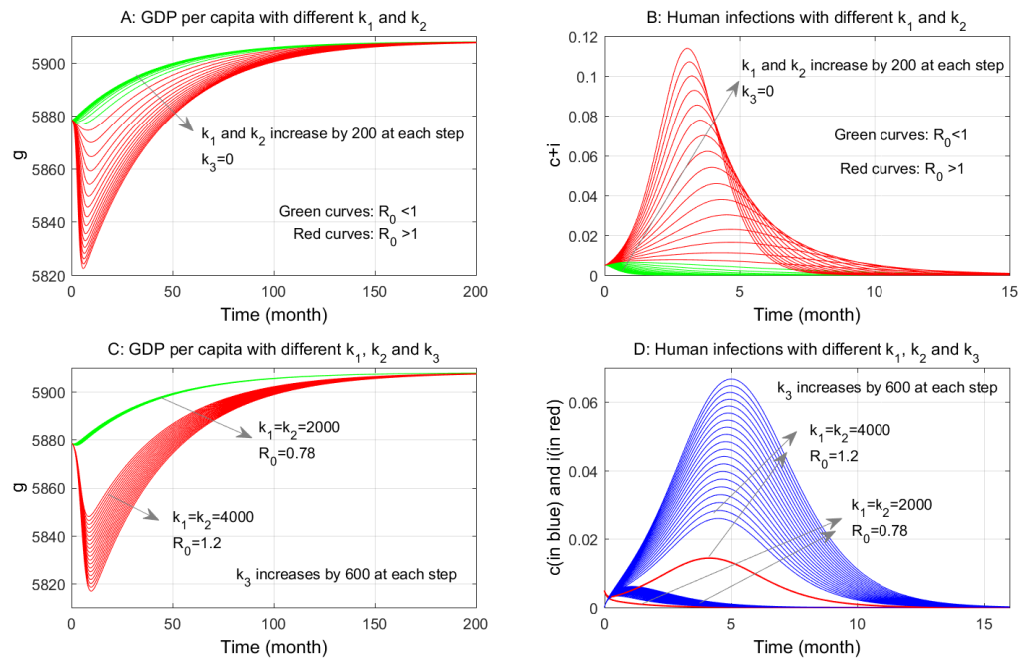 A: GDP per capita with different k1 and k2
5900
5880
5860
5840
5820
g
k1 and k2 increase by 200 at each step
k3=0
Green curves: R0 <1
Red curves: R0 >1
0 50 100 150 200
Time (month)
B: Human infections with different k1 and k2
0.12
0.1
0.08
0.06
0.04
0.02
0
c+i
k1 and k2 increase by 200 at each step
k3=0
Green curves: R0<1
Red curves: R0 >1
0 5 10 15
Time (month)
C: GDP per capita with different k1, k2 and k3
5900
5880
5860
5840
5820
g
k1=k2=2000
R0=0.78
k1=k2=4000
R0=1.2
k3 increases by 600 at each step
0 50 100 150 200
Time (month)
D: Human infections with different k1, k2 and k3
0.06
0.04
0.02
0
c(in blue) and i(in red)
k3 increases by 600 at each step
k1=k2=4000
R0=1.2
k1=k2=2000
R0=0.78
0 5 10 15
Time (month)